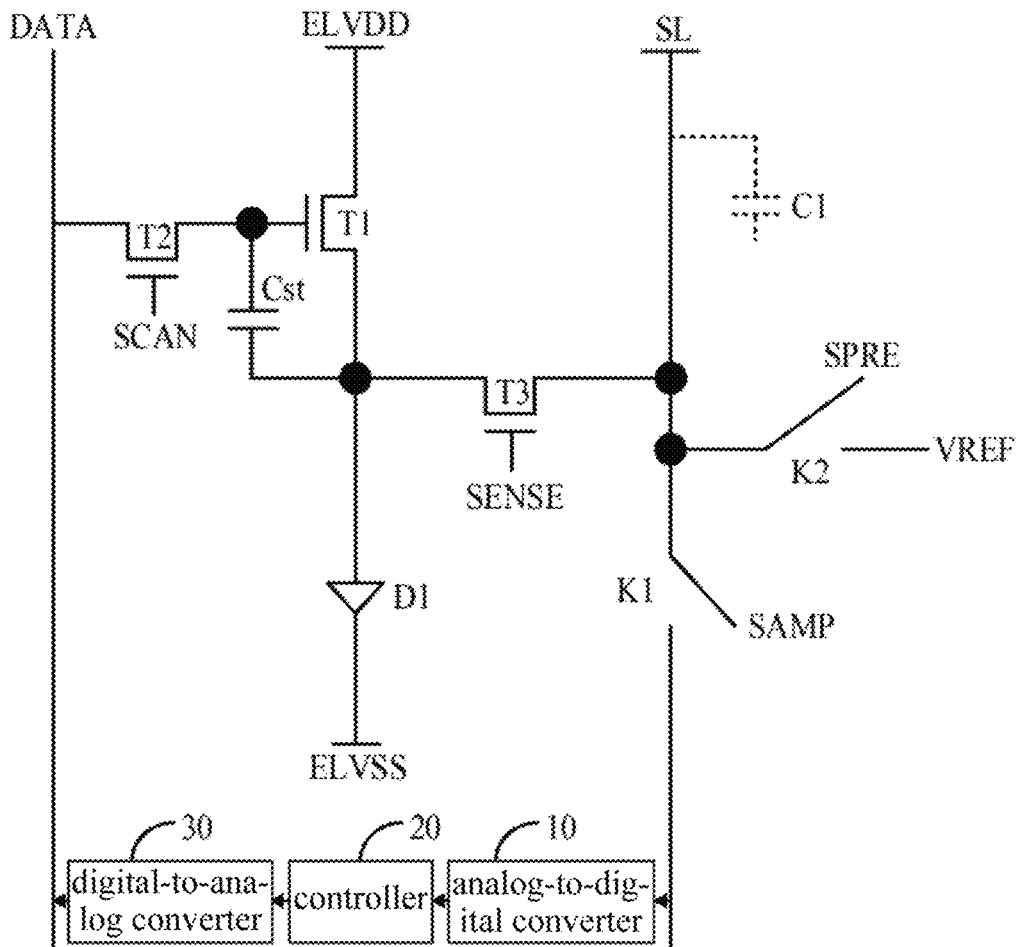 DATA
ELVDD
SL
C1
T1
T2
Cst
SCAN
T3
SPRE
K2
VREF
SENSE
D1
K1
SAMP
ELVSS
30
20
10
digital-to-ana-
log converter
controller
analog-to-dig-
ital converter